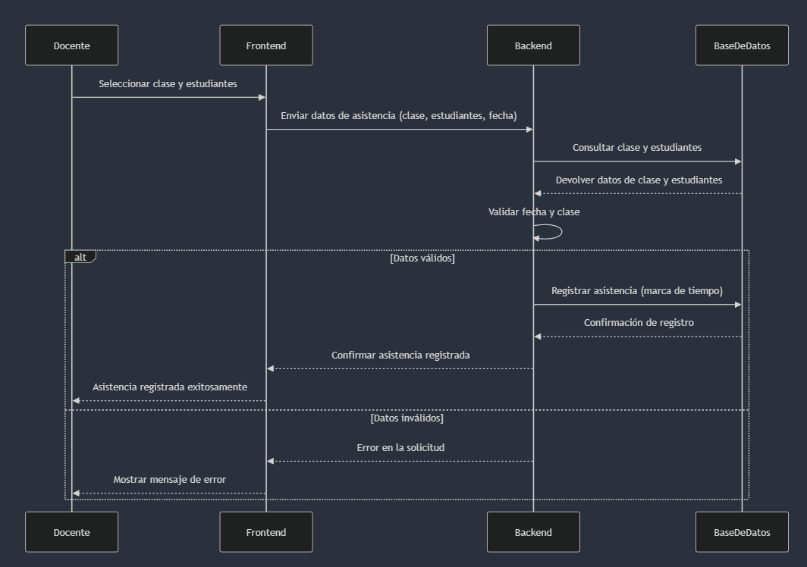 Docente
Frontend
Backend
BaseDeDatos
Seleccionar clase y estudiantes
Enviar datos de asistencia (clase, estudiantes, fecha)
Consultar clase y estudiantes
Devolver datos de clase y estudiantes
Validar fecha y clase
alt
[Datos válidos]
Registrar asistencia (marca de tiempo)
Confirmación de registro
Confirmar asistencia registrada
Asistencia registrada exitosamente
[Datos inválidos]
Error en la solicitud
Mostrar mensaje de error
Docente
Frontend
Backend
BaseDeDatos